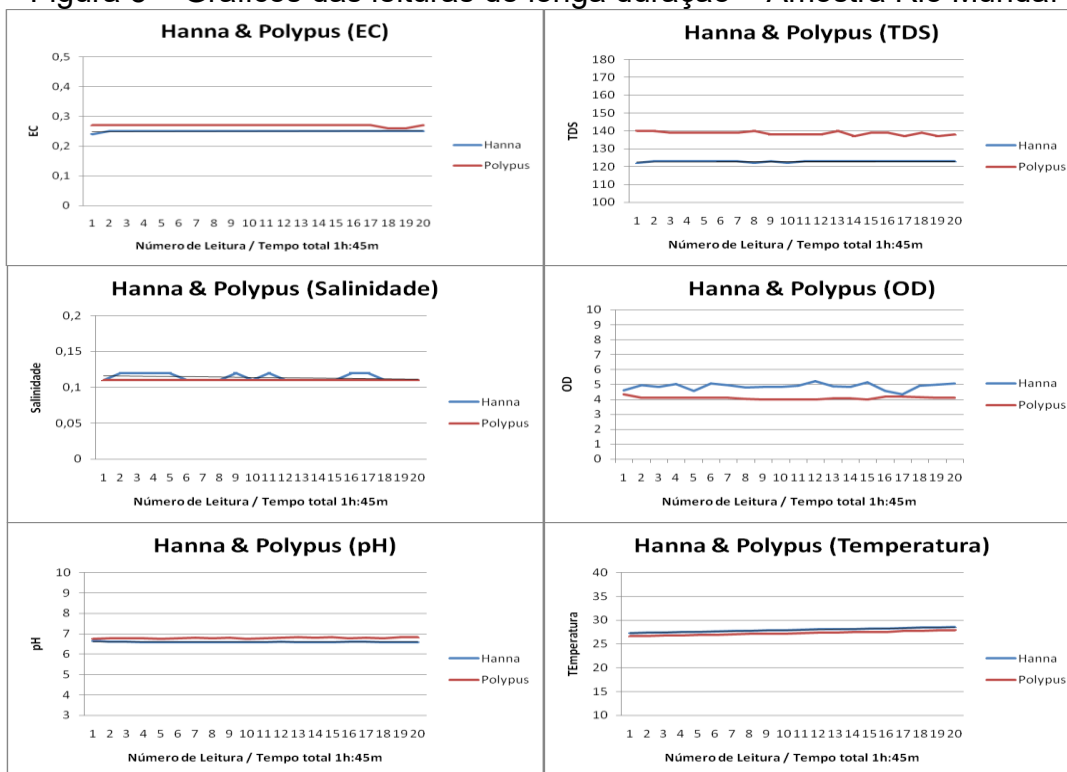 Figura 6 – Gráficos das leituras de longa duração – Amostra Rio Mundaí
Hanna & Polypus (EC)
0,5
0,4
0,3
0,2
0,1
0
EC
1 2 3 4 5 6 7 8 9 10 11 12 13 14 15 16 17 18 19 20
Número de Leitura / Tempo total 1h:45m
Hanna
Polypus
Hanna & Polypus (TDS)
180
170
160
150
140
130
120
110
100
TDS
1 2 3 4 5 6 7 8 9 10 11 12 13 14 15 16 17 18 19 20
Número de Leitura / Tempo total 1h:45m
Hanna
Polypus
Hanna & Polypus (Salinidade)
0,2
0,15
0,1
0,05
0
Salinidade
1 2 3 4 5 6 7 8 9 10 11 12 13 14 15 16 17 18 19 20
Número de Leitura / Tempo total 1h:45m
Hanna
Polypus
Hanna & Polypus (OD)
10
9
8
7
6
5
4
3
2
1
0
OD
1 2 3 4 5 6 7 8 9 10 11 12 13 14 15 16 17 18 19 20
Número de Leitura / Tempo total 1h:45m
Hanna
Polypus
Hanna & Polypus (pH)
10
9
8
7
6
5
4
3
pH
1 2 3 4 5 6 7 8 9 10 11 12 13 14 15 16 17 18 19 20
Número de Leitura / Tempo total 1h:45m
Hanna
Polypus
Hanna & Polypus (Temperatura)
40
35
30
25
20
15
10
TEmperatura
1 2 3 4 5 6 7 8 9 10 11 12 13 14 15 16 17 18 19 20
Número de Leitura / Tempo total 1h:45m
Hanna
Polypus